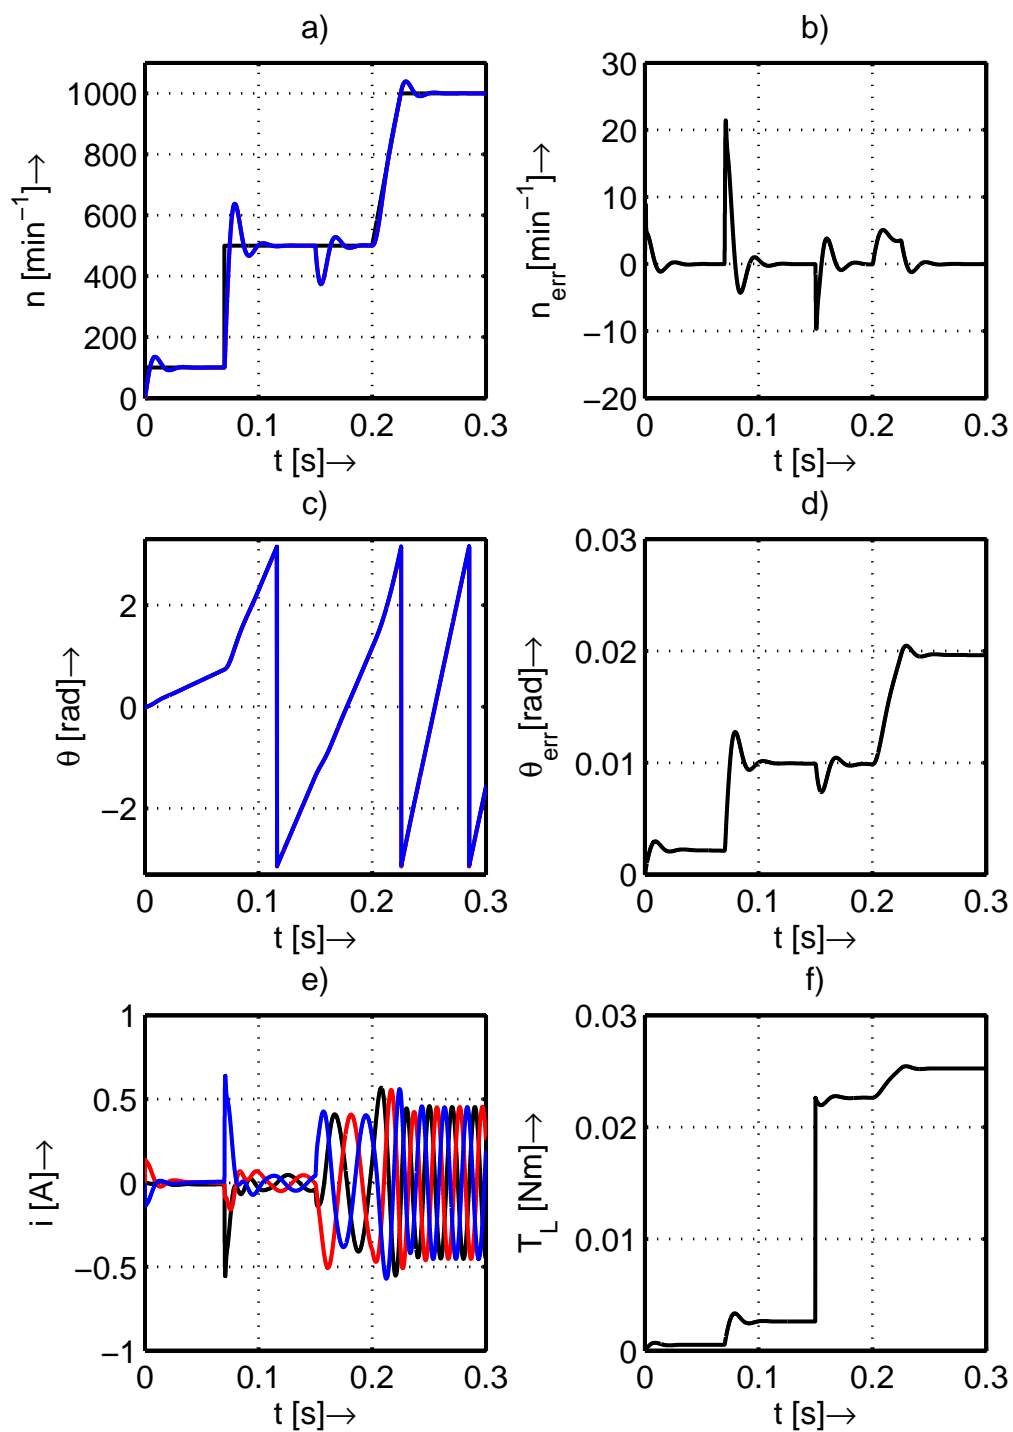 a)
n [min⁻¹]→
1000
800
600
400
200
0
0 0.1 0.2 0.3
t [s]→
b)
n_err[min⁻¹]→
30
20
10
0
−10
−20
0 0.1 0.2 0.3
t [s]→
c)
θ [rad]→
2
0
−2
0 0.1 0.2 0.3
t [s]→
d)
θ_err[rad]→
0.03
0.02
0.01
0
0 0.1 0.2 0.3
t [s]→
e)
i [A]→
1
0.5
0
−0.5
−1
0 0.1 0.2 0.3
t [s]→
f)
T_L [Nm]→
0.03
0.02
0.01
0
0 0.1 0.2 0.3
t [s]→